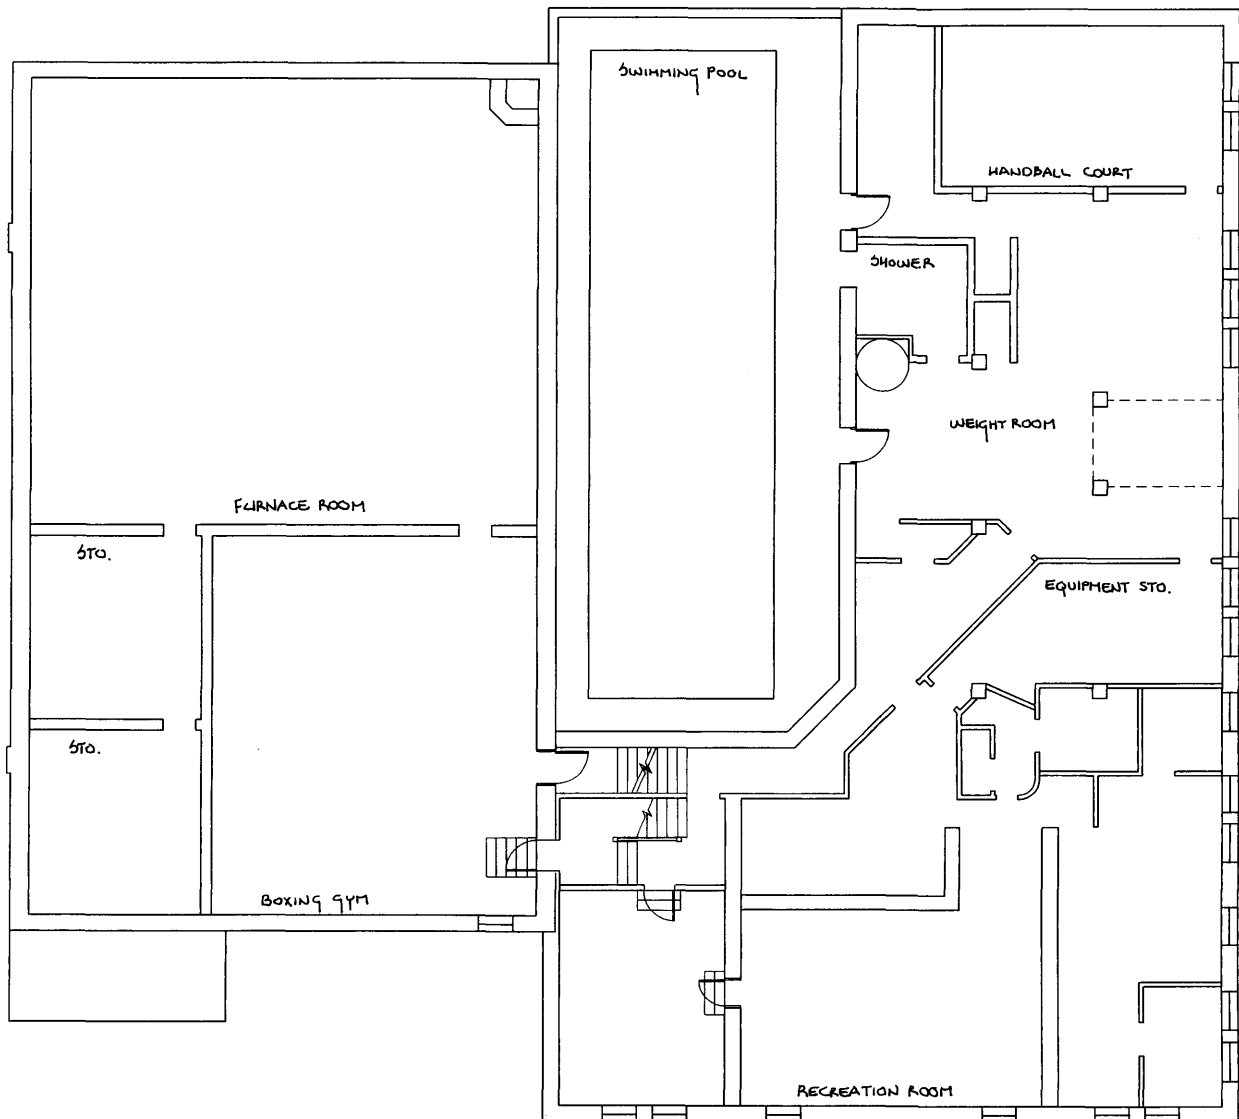 SWIMMING POOL
HANDBALL COURT
SHOWER
WEIGHT ROOM
FURNACE ROOM
STO.
EQUIPMENT STO.
STO.
BOXING GYM
RECREATION ROOM